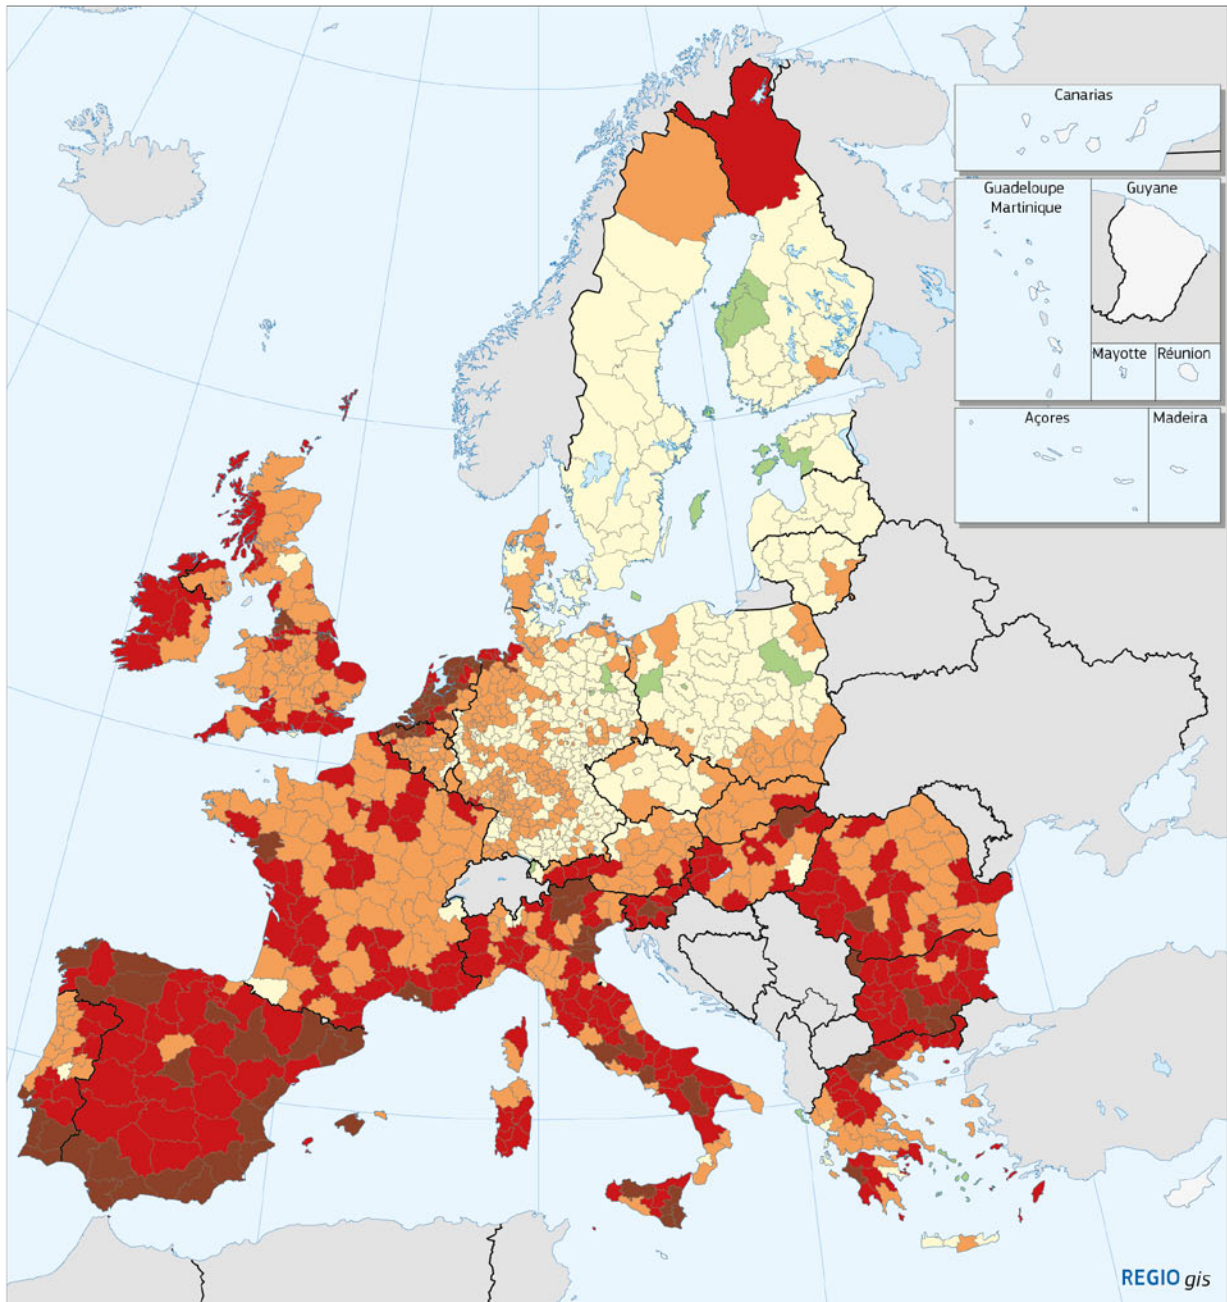 Canarias
Guadeloupe
Martinique
Guyane
Mayotte
Réunion
Açores
Madeira
REGIO gis